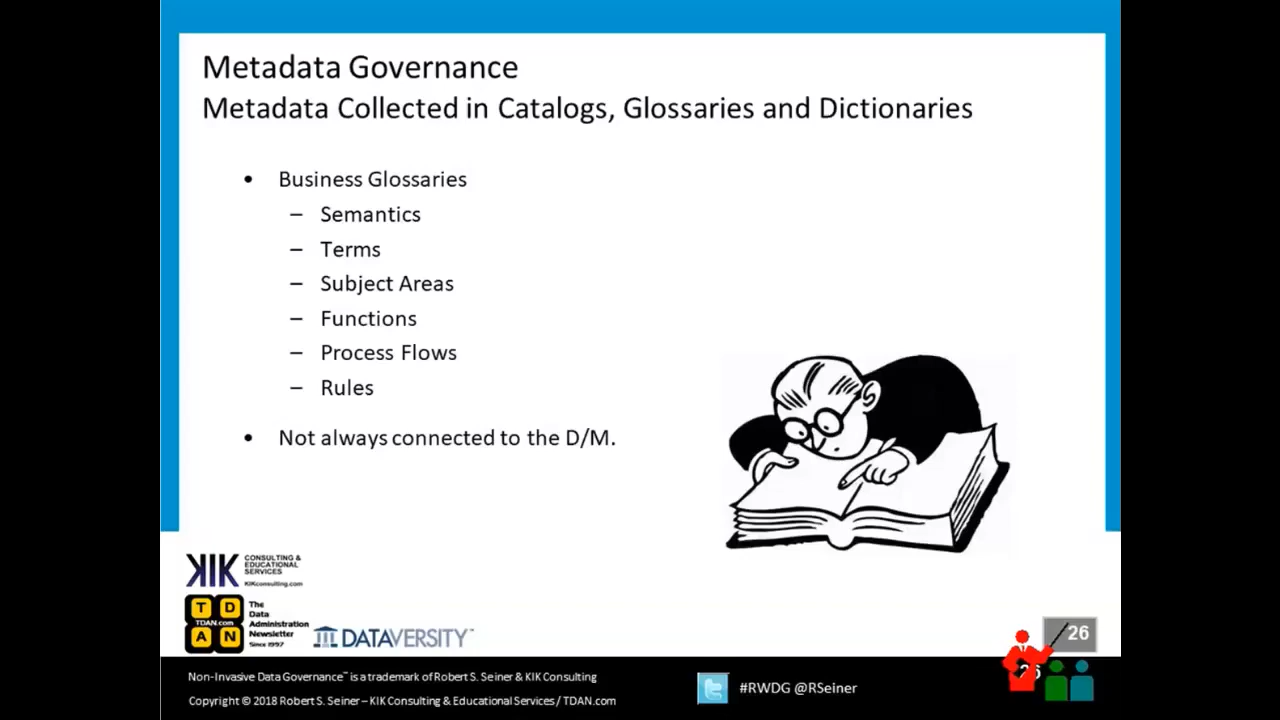 Metadata Governance
Metadata Collected in Catalogs, Glossaries and Dictionaries
• Business Glossaries
– Semantics
– Terms
– Subject Areas
– Functions
– Process Flows
– Rules
• Not always connected to the D/M.
KIK CONSULTING &
EDUCATIONAL
SERVICES
KIKconsulting.com
T D
TDAN.com
A N
The
Data
Administration
Newsletter
Since 1997
DATAVERSITY™
26
26
Non-Invasive Data Governance™ is a trademark of Robert S. Seiner & KIK Consulting
Copyright © 2018 Robert S. Seiner – KIK Consulting & Educational Services / TDAN.com
#RWDG @RSeiner